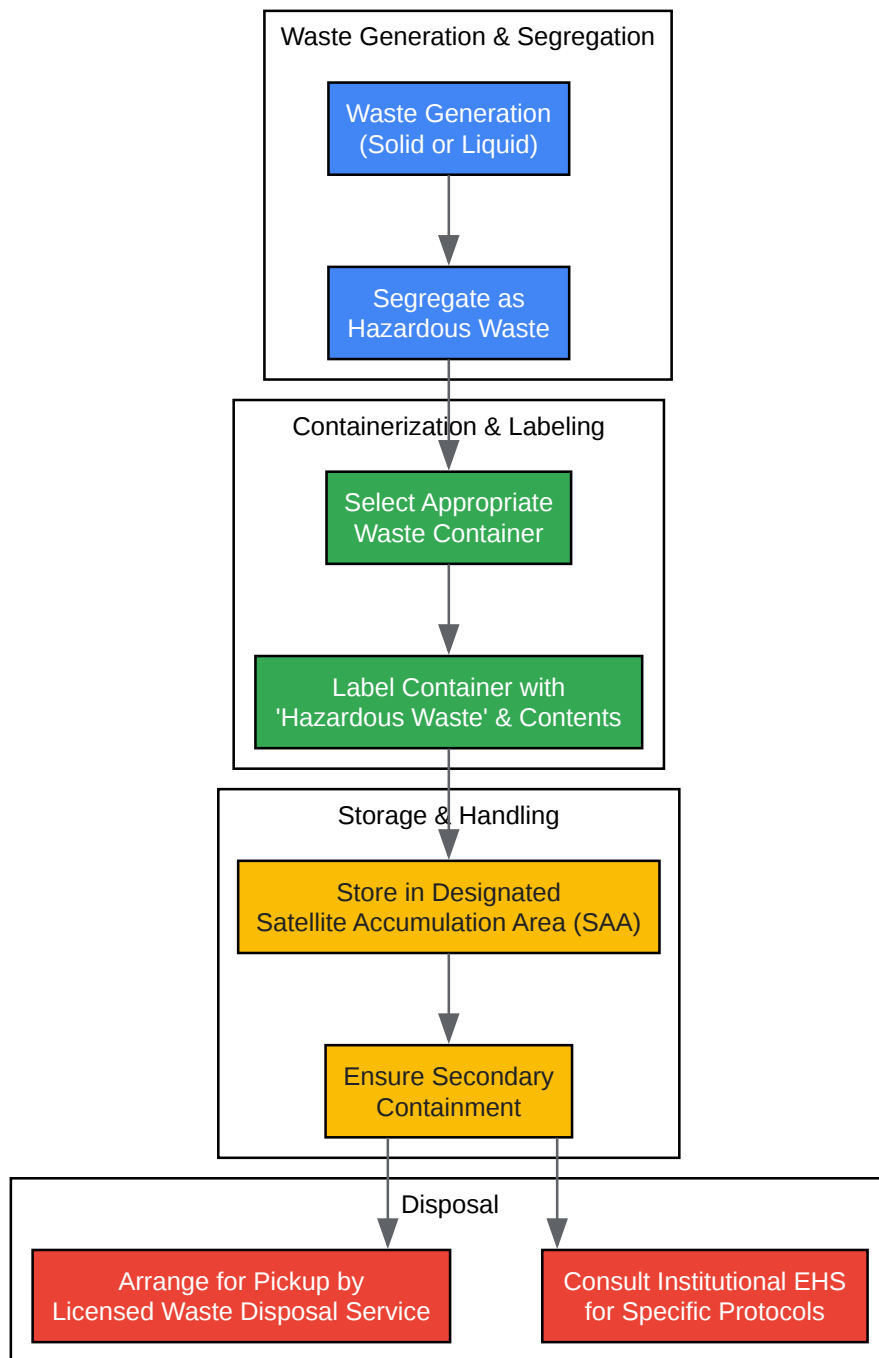 Waste Generation & Segregation
Waste Generation
(Solid or Liquid)
Segregate as
Hazardous Waste
Containerization & Labeling
Select Appropriate
Waste Container
Label Container with
'Hazardous Waste' & Contents
Storage & Handling
Store in Designated
Satellite Accumulation Area (SAA)
Ensure Secondary
Containment
Disposal
Arrange for Pickup by
Licensed Waste Disposal Service
Consult Institutional EHS
for Specific Protocols